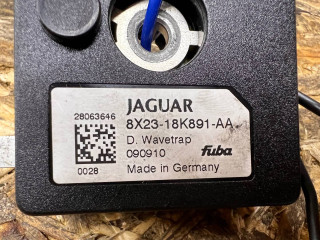 JAGUAR
28063646
8X23-18K891-AA
D. Wavetrap
090910 fuba
0028 Made in Germany